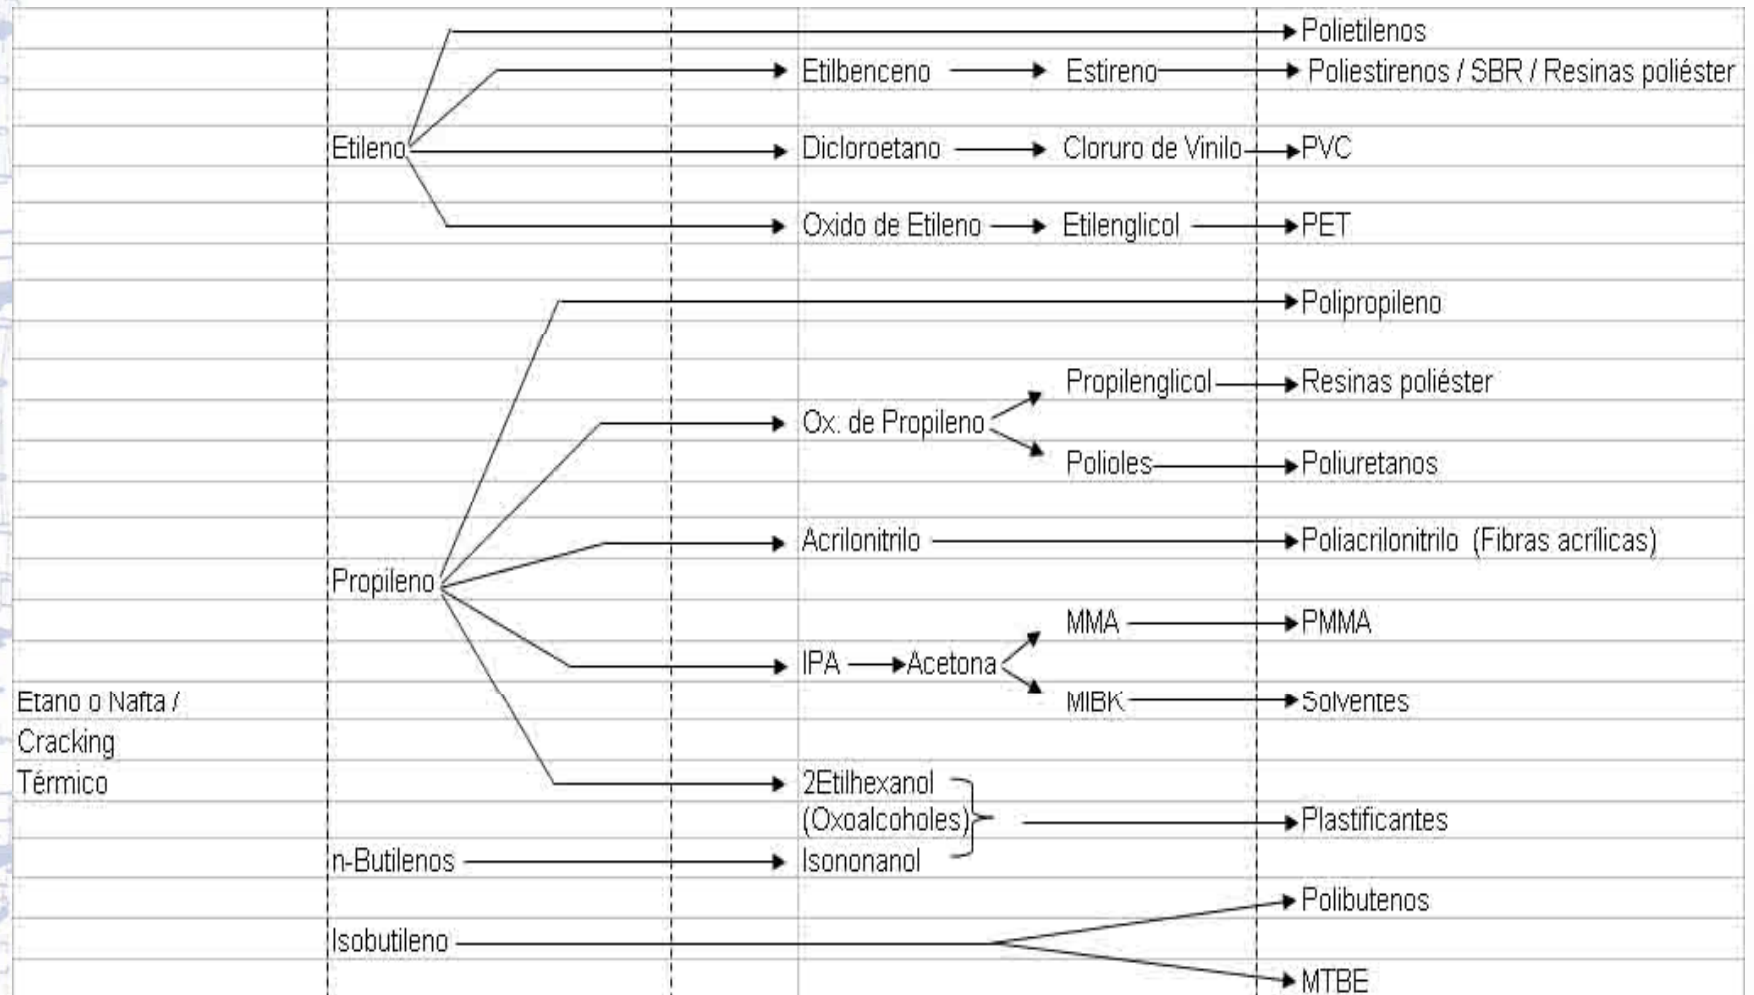 Polietilenos
Etilbenceno Estireno Poliestirenos / SBR / Resinas poliéster
Etileno Dicloroetano Cloruro de Vinilo PVC
Oxido de Etileno Etilenglicol PET
Polipropileno
Propilenglicol Resinas poliéster
Ox. de Propileno
Polioles Poliuretanos
Acrilonitrilo Poliacrilonitrilo (Fibras acrílicas)
Propileno
MMA PMMA
IPA Acetona
Etano o Nafta / MIBK Solventes
Cracking
Térmico 2Etilhexanol
(Oxoalcoholes) Plastificantes
n-Butilenos Isononanol
Polibutenos
Isobutileno
MTBE